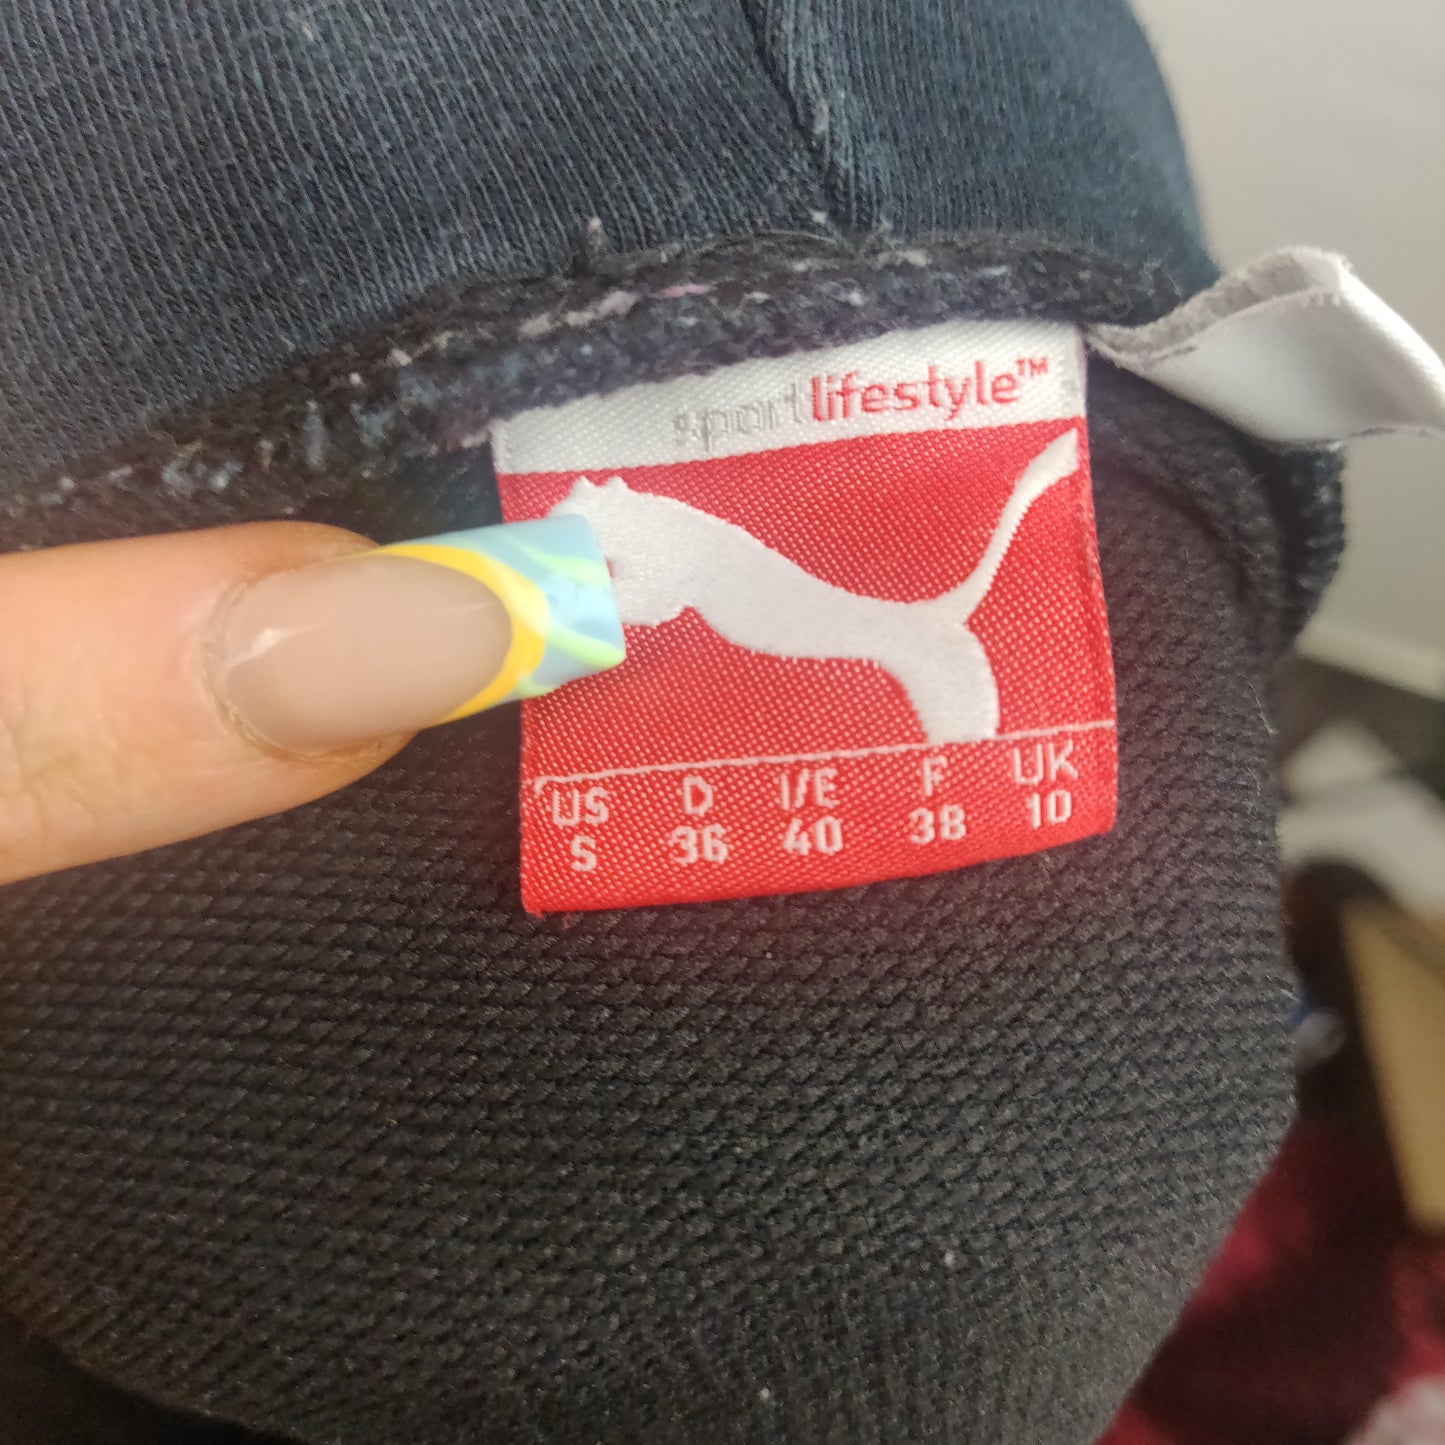 sportlifestyle™
US D I/E F UK
S 36 40 38 10